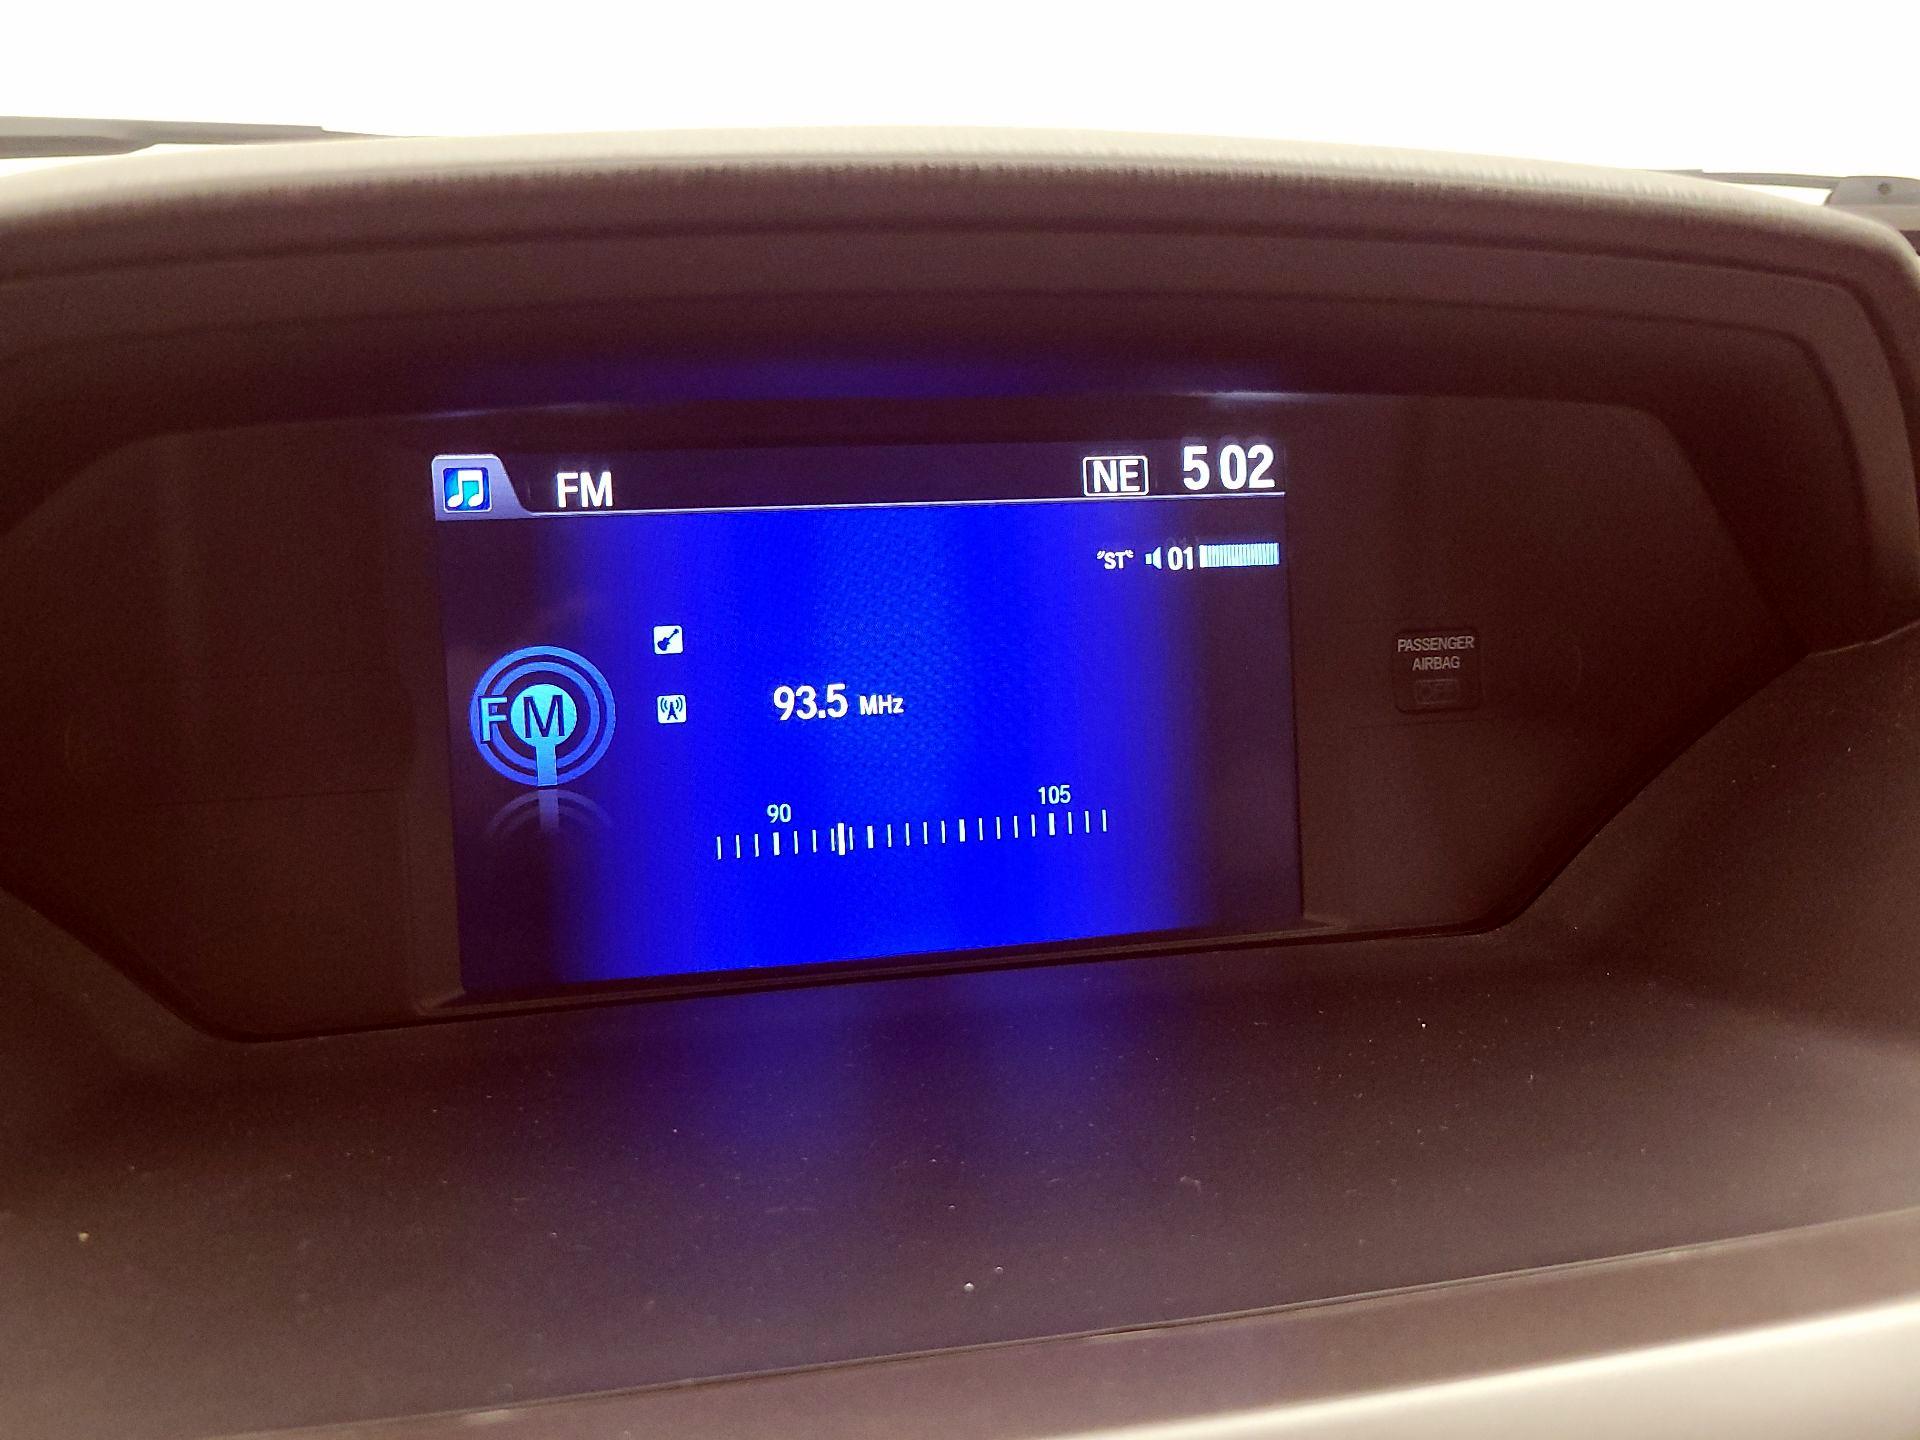 FM NE 5 02
"ST" 01
FM
93.5 MHz
90 105
PASSENGER
AIRBAG
OFF